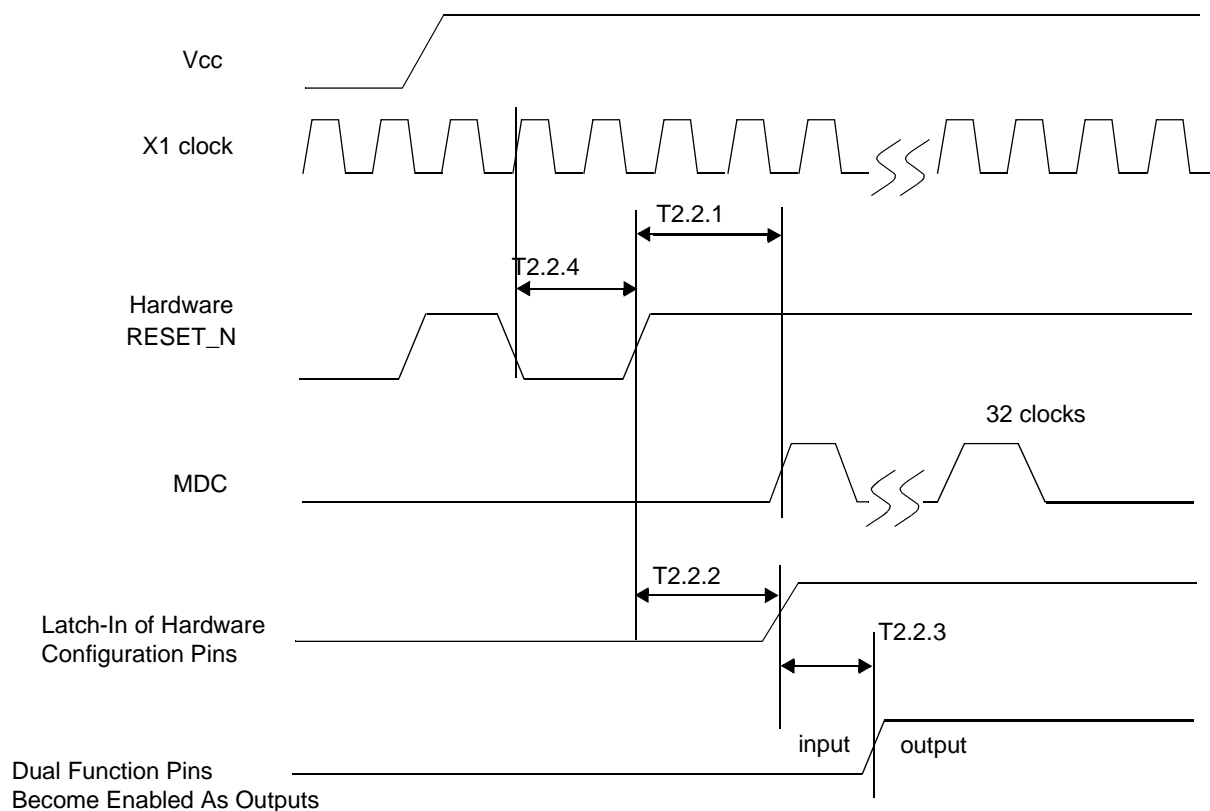 Vcc
X1 clock
T2.2.1
T2.2.4
Hardware
RESET_N
32 clocks
MDC
T2.2.2
Latch-In of Hardware
Configuration Pins
T2.2.3
input
output
Dual Function Pins
Become Enabled As Outputs